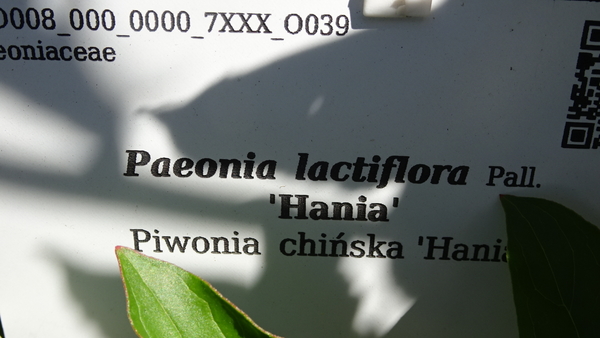 0008_000_0000_7XXX_O039
eoniaceae
Paeonia lactiflora Pall.
'Hania'
Piwonia chińska 'Hania